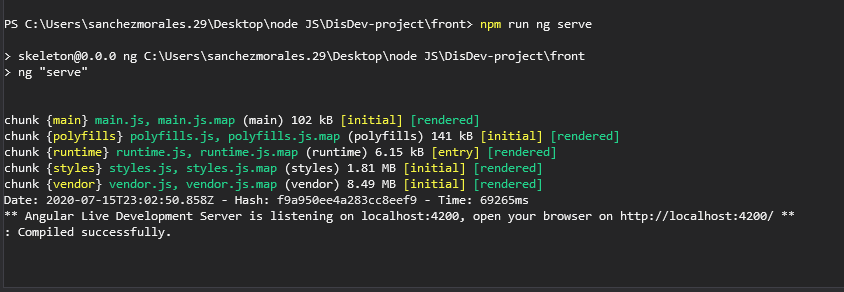 PS C:\Users\sanchezmorales.29\Desktop\node JS\DisDev-project\front> npm run ng serve
> skeleton@0.0.0 ng C:\Users\sanchezmorales.29\Desktop\node JS\DisDev-project\front
> ng "serve"
chunk {main} main.js, main.js.map (main) 102 kB [initial] [rendered]
chunk {polyfills} polyfills.js, polyfills.js.map (polyfills) 141 kB [initial] [rendered]
chunk {runtime} runtime.js, runtime.js.map (runtime) 6.15 kB [entry] [rendered]
chunk {styles} styles.js, styles.js.map (styles) 1.81 MB [initial] [rendered]
chunk {vendor} vendor.js, vendor.js.map (vendor) 8.49 MB [initial] [rendered]
Date: 2020-07-15T23:02:50.858Z - Hash: f9a950ee4a283cc8eef9 - Time: 69265ms
** Angular Live Development Server is listening on localhost:4200, open your browser on http://localhost:4200/ **
: Compiled successfully.